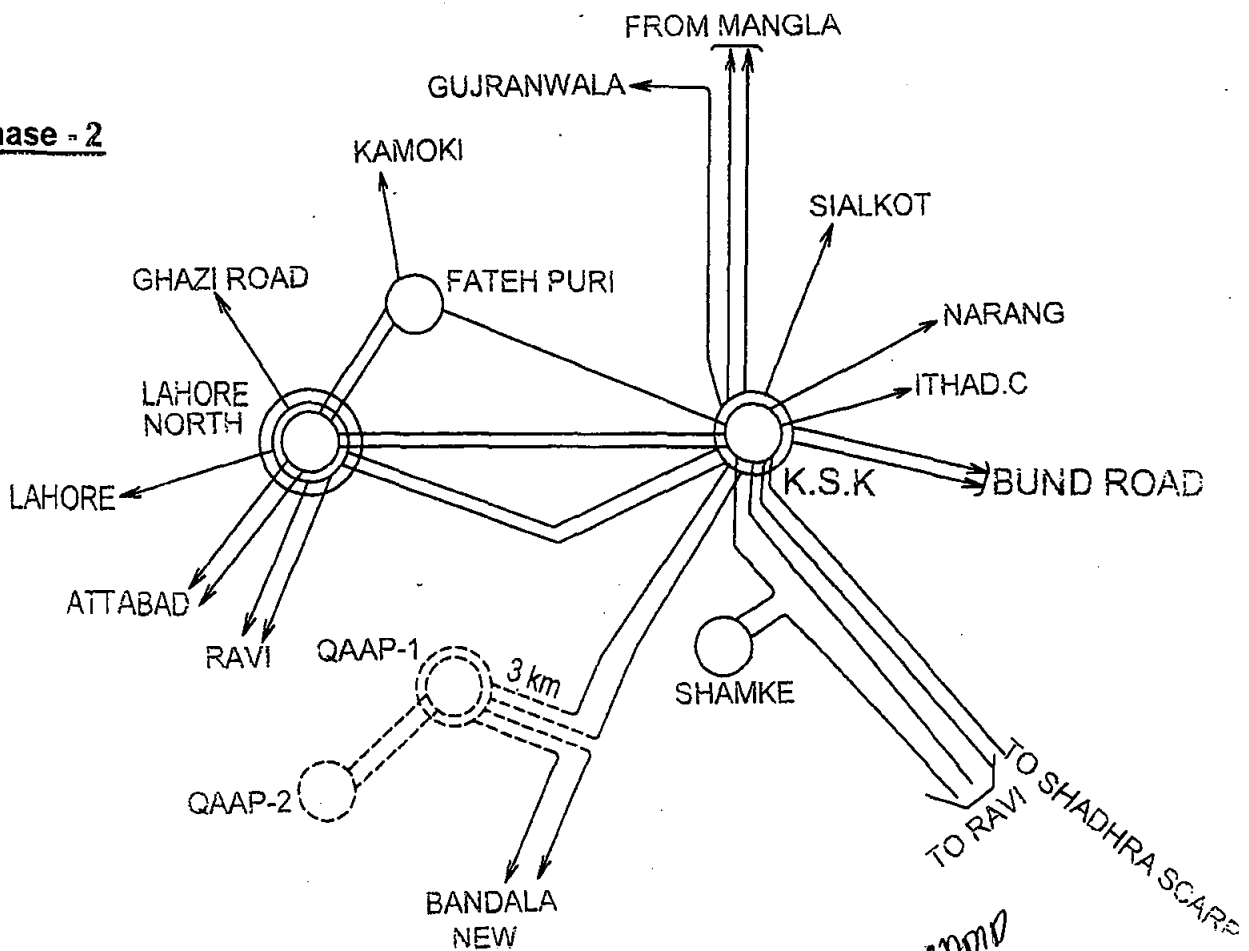 FROM MANGLA
GUJRANWALA
hase - 2
KAMOKI
SIALKOT
GHAZI ROAD
FATEH PURI
NARANG
LAHORE
NORTH
ITHAD.C
LAHORE
K.S.K
BUND ROAD
ATTABAD
RAVI
QAAP-1
3 km
SHAMKE
QAAP-2
TO RAVI
TO SHADHRA SCARP
BANDALA
NEW